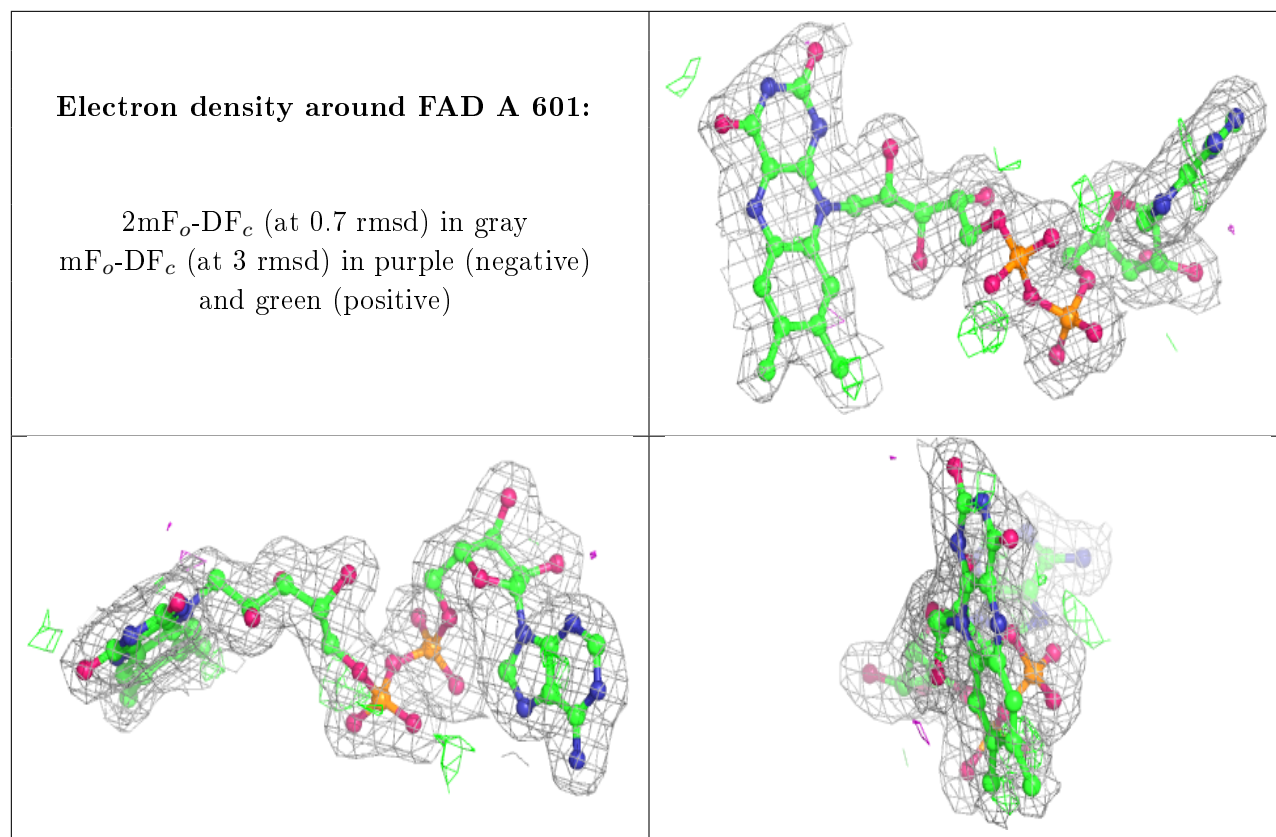 Electron density around FAD A 601:
2mFo-DFc (at 0.7 rmsd) in gray
mFo-DFc (at 3 rmsd) in purple (negative)
and green (positive)